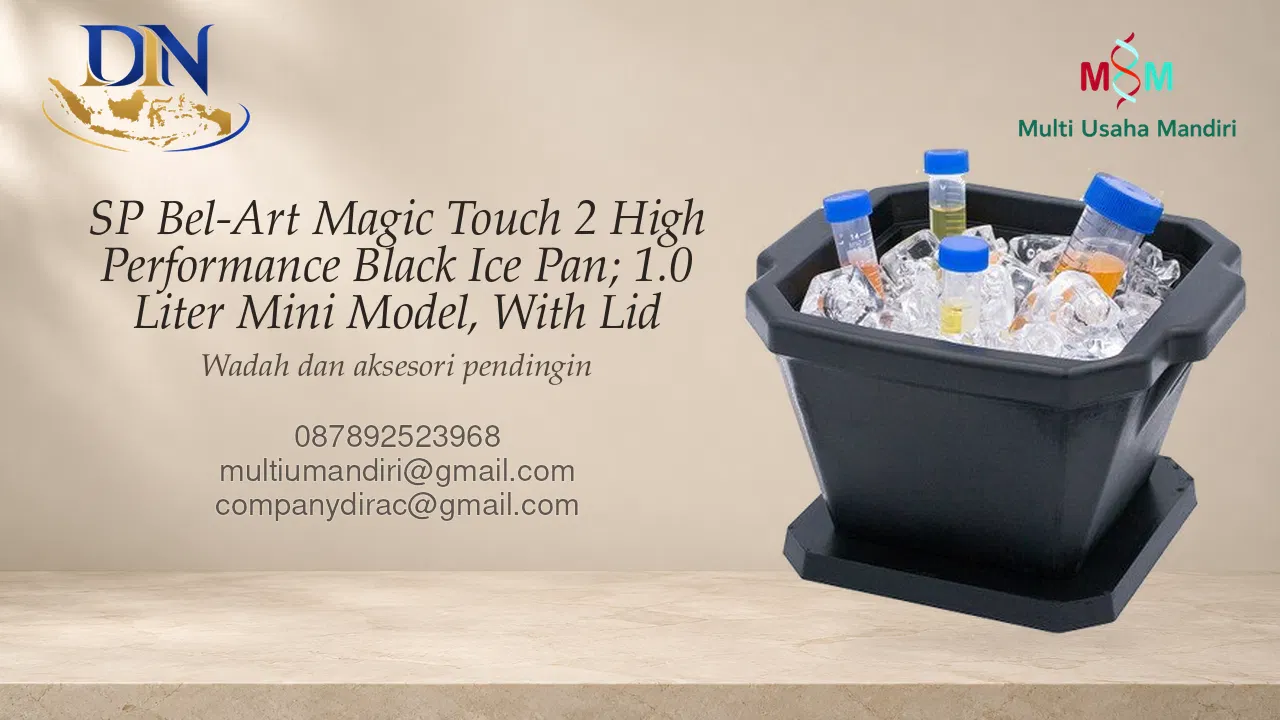 DN
M M
Multi Usaha Mandiri
SP Bel-Art Magic Touch 2 High
Performance Black Ice Pan; 1.0
Liter Mini Model, With Lid
Wadah dan aksesori pendingin
087892523968
multiumandiri@gmail.com
companydirac@gmail.com